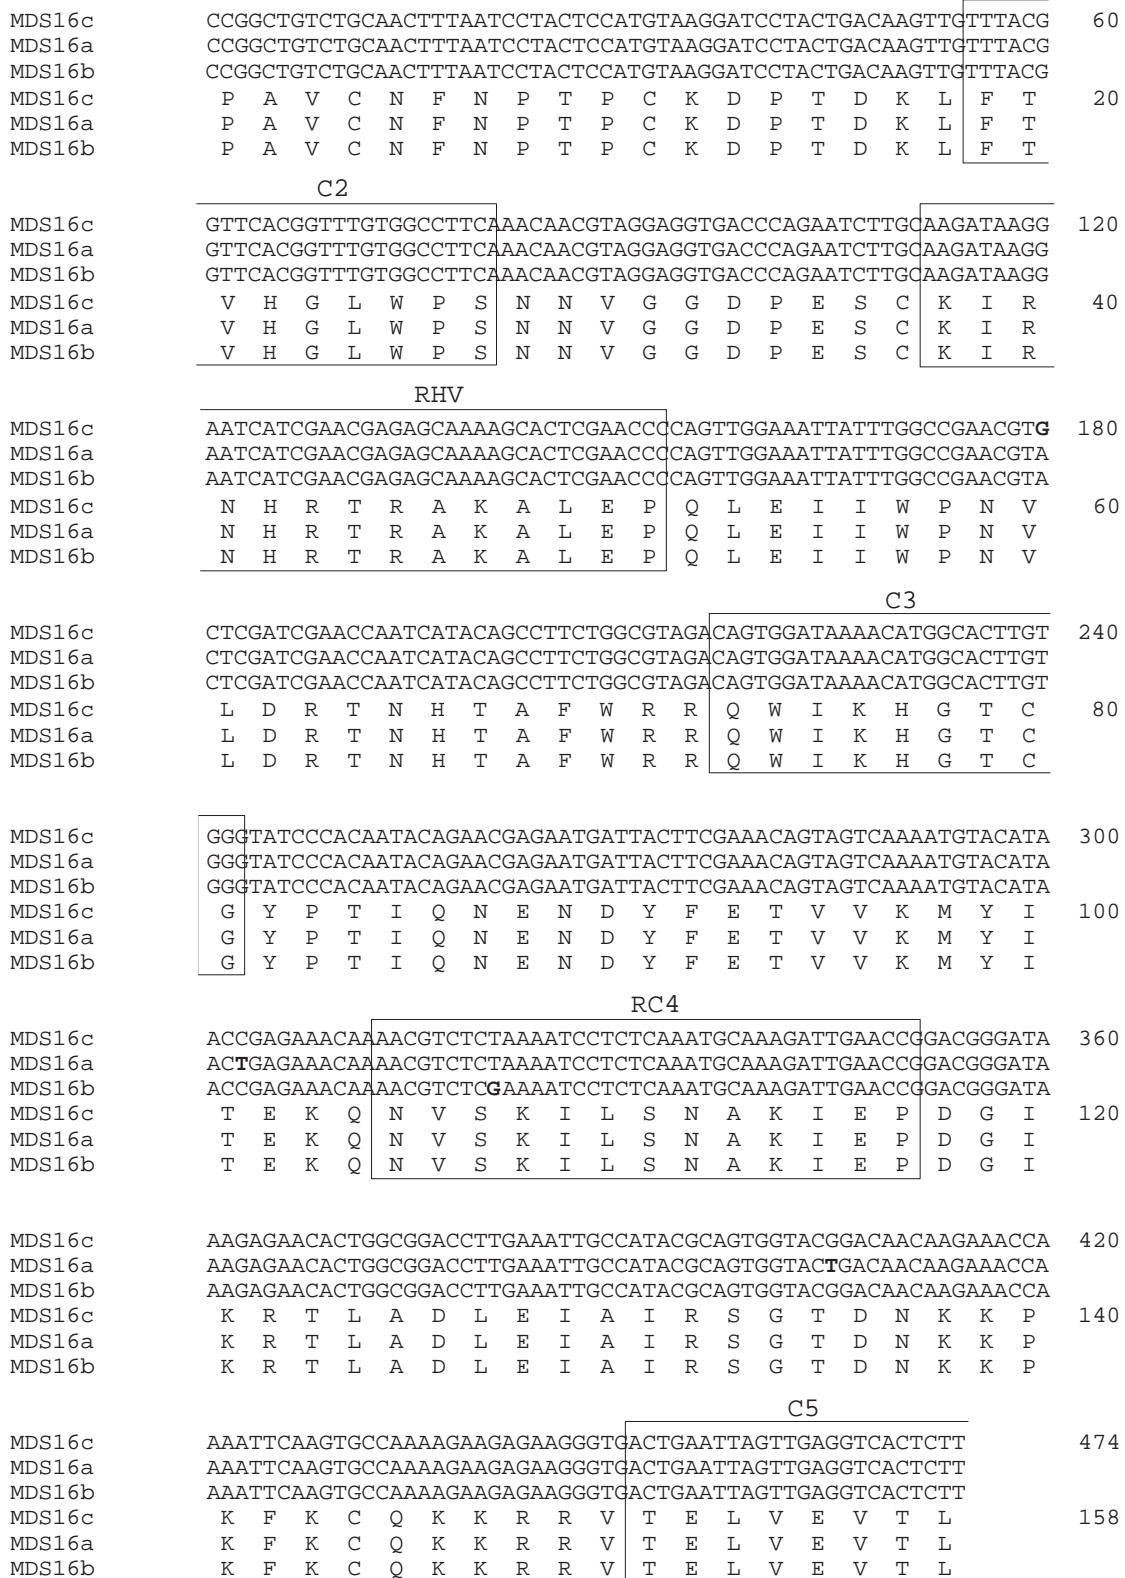 MDS16c CCGGCTGTCTGCAACTTTAATCCTACTCCATGTAAGGATCCTACTGACAAGTTGTTTACG 60
MDS16a CCGGCTGTCTGCAACTTTAATCCTACTCCATGTAAGGATCCTACTGACAAGTTGTTTACG
MDS16b CCGGCTGTCTGCAACTTTAATCCTACTCCATGTAAGGATCCTACTGACAAGTTGTTTACG
MDS16c P A V C N F N P T P C K D P T D K L F T 20
MDS16a P A V C N F N P T P C K D P T D K L F T
MDS16b P A V C N F N P T P C K D P T D K L F T
C2
MDS16c GTTCACGGTTTGTGGCCTTCAAACAACGTAGGAGGTGACCCAGAATCTTGCAAGATAAGG 120
MDS16a GTTCACGGTTTGTGGCCTTCAAACAACGTAGGAGGTGACCCAGAATCTTGCAAGATAAGG
MDS16b GTTCACGGTTTGTGGCCTTCAAACAACGTAGGAGGTGACCCAGAATCTTGCAAGATAAGG
MDS16c V H G L W P S N N V G G D P E S C K I R 40
MDS16a V H G L W P S N N V G G D P E S C K I R
MDS16b V H G L W P S N N V G G D P E S C K I R
RHV
MDS16c AATCATCGAACGAGAGCAAAAGCACTCGAACCCCAGTTGGAAATTATTTGGCCGAACGTG 180
MDS16a AATCATCGAACGAGAGCAAAAGCACTCGAACCCCAGTTGGAAATTATTTGGCCGAACGTA
MDS16b AATCATCGAACGAGAGCAAAAGCACTCGAACCCCAGTTGGAAATTATTTGGCCGAACGTA
MDS16c N H R T R A K A L E P Q L E I I W P N V 60
MDS16a N H R T R A K A L E P Q L E I I W P N V
MDS16b N H R T R A K A L E P Q L E I I W P N V
C3
MDS16c CTCGATCGAACCAATCATACAGCCTTCTGGCGTAGACAGTGGATAAAACATGGCACTTGT 240
MDS16a CTCGATCGAACCAATCATACAGCCTTCTGGCGTAGACAGTGGATAAAACATGGCACTTGT
MDS16b CTCGATCGAACCAATCATACAGCCTTCTGGCGTAGACAGTGGATAAAACATGGCACTTGT
MDS16c L D R T N H T A F W R R Q W I K H G T C 80
MDS16a L D R T N H T A F W R R Q W I K H G T C
MDS16b L D R T N H T A F W R R Q W I K H G T C
MDS16c GGGTATCCCACAATACAGAACGAGAATGATTACTTCGAAACAGTAGTCAAAATGTACATA 300
MDS16a GGGTATCCCACAATACAGAACGAGAATGATTACTTCGAAACAGTAGTCAAAATGTACATA
MDS16b GGGTATCCCACAATACAGAACGAGAATGATTACTTCGAAACAGTAGTCAAAATGTACATA
MDS16c G Y P T I Q N E N D Y F E T V V K M Y I 100
MDS16a G Y P T I Q N E N D Y F E T V V K M Y I
MDS16b G Y P T I Q N E N D Y F E T V V K M Y I
RC4
MDS16c ACCGAGAAACAAAACGTCTCTAAAATCCTCTCAAATGCAAAGATTGAACCGGACGGGATA 360
MDS16a ACTGAGAAACAAAACGTCTCTAAAATCCTCTCAAATGCAAAGATTGAACCGGACGGGATA
MDS16b ACCGAGAAACAAAACGTCTCGAAAATCCTCTCAAATGCAAAGATTGAACCGGACGGGATA
MDS16c T E K Q N V S K I L S N A K I E P D G I 120
MDS16a T E K Q N V S K I L S N A K I E P D G I
MDS16b T E K Q N V S K I L S N A K I E P D G I
MDS16c AAGAGAACACTGGCGGACCTTGAAATTGCCATACGCAGTGGTACGGACAACAAGAAACCA 420
MDS16a AAGAGAACACTGGCGGACCTTGAAATTGCCATACGCAGTGGTACTGACAACAAGAAACCA
MDS16b AAGAGAACACTGGCGGACCTTGAAATTGCCATACGCAGTGGTACGGACAACAAGAAACCA
MDS16c K R T L A D L E I A I R S G T D N K K P 140
MDS16a K R T L A D L E I A I R S G T D N K K P
MDS16b K R T L A D L E I A I R S G T D N K K P
C5
MDS16c AAATTCAAGTGCCAAAAGAAGAGAAGGGTGACTGAATTAGTTGAGGTCACTCTT 474
MDS16a AAATTCAAGTGCCAAAAGAAGAGAAGGGTGACTGAATTAGTTGAGGTCACTCTT
MDS16b AAATTCAAGTGCCAAAAGAAGAGAAGGGTGACTGAATTAGTTGAGGTCACTCTT
MDS16c K F K C Q K K R R V T E L V E V T L 158
MDS16a K F K C Q K K R R V T E L V E V T L
MDS16b K F K C Q K K R R V T E L V E V T L